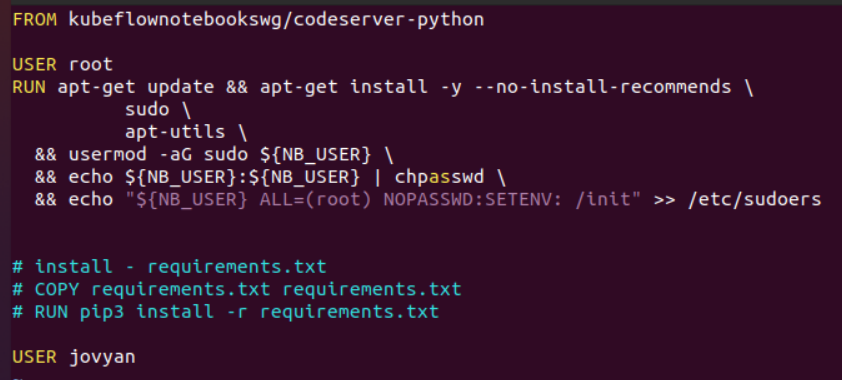 FROM kubeflownotebookswg/codeserver-python
USER root
RUN apt-get update && apt-get install -y --no-install-recommends \
sudo \
apt-utils \
&& usermod -aG sudo ${NB_USER} \
&& echo ${NB_USER}:${NB_USER} | chpasswd \
&& echo "${NB_USER} ALL=(root) NOPASSWD:SETENV: /init" >> /etc/sudoers
# install - requirements.txt
# COPY requirements.txt requirements.txt
# RUN pip3 install -r requirements.txt
USER jovyan